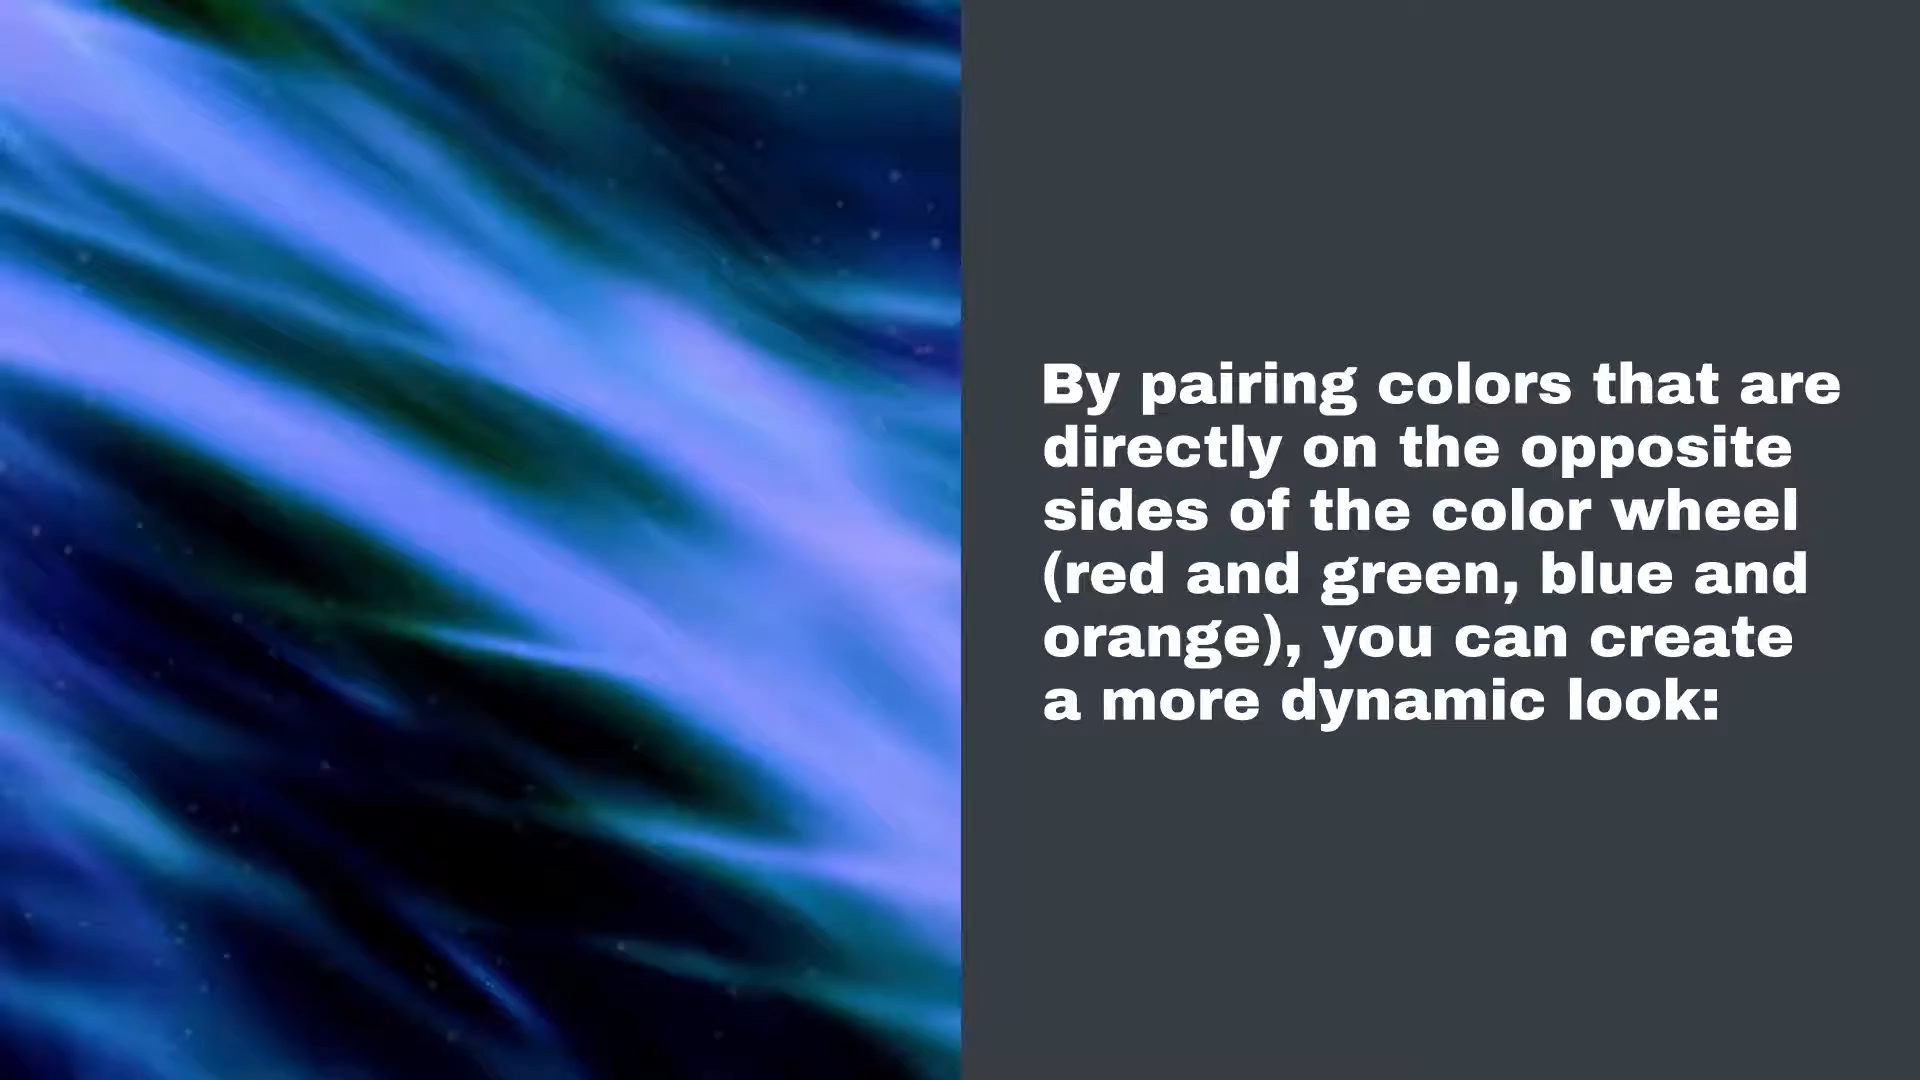 By pairing colors that are
directly on the opposite
sides of the color wheel
(red and green, blue and
orange), you can create
a more dynamic look: